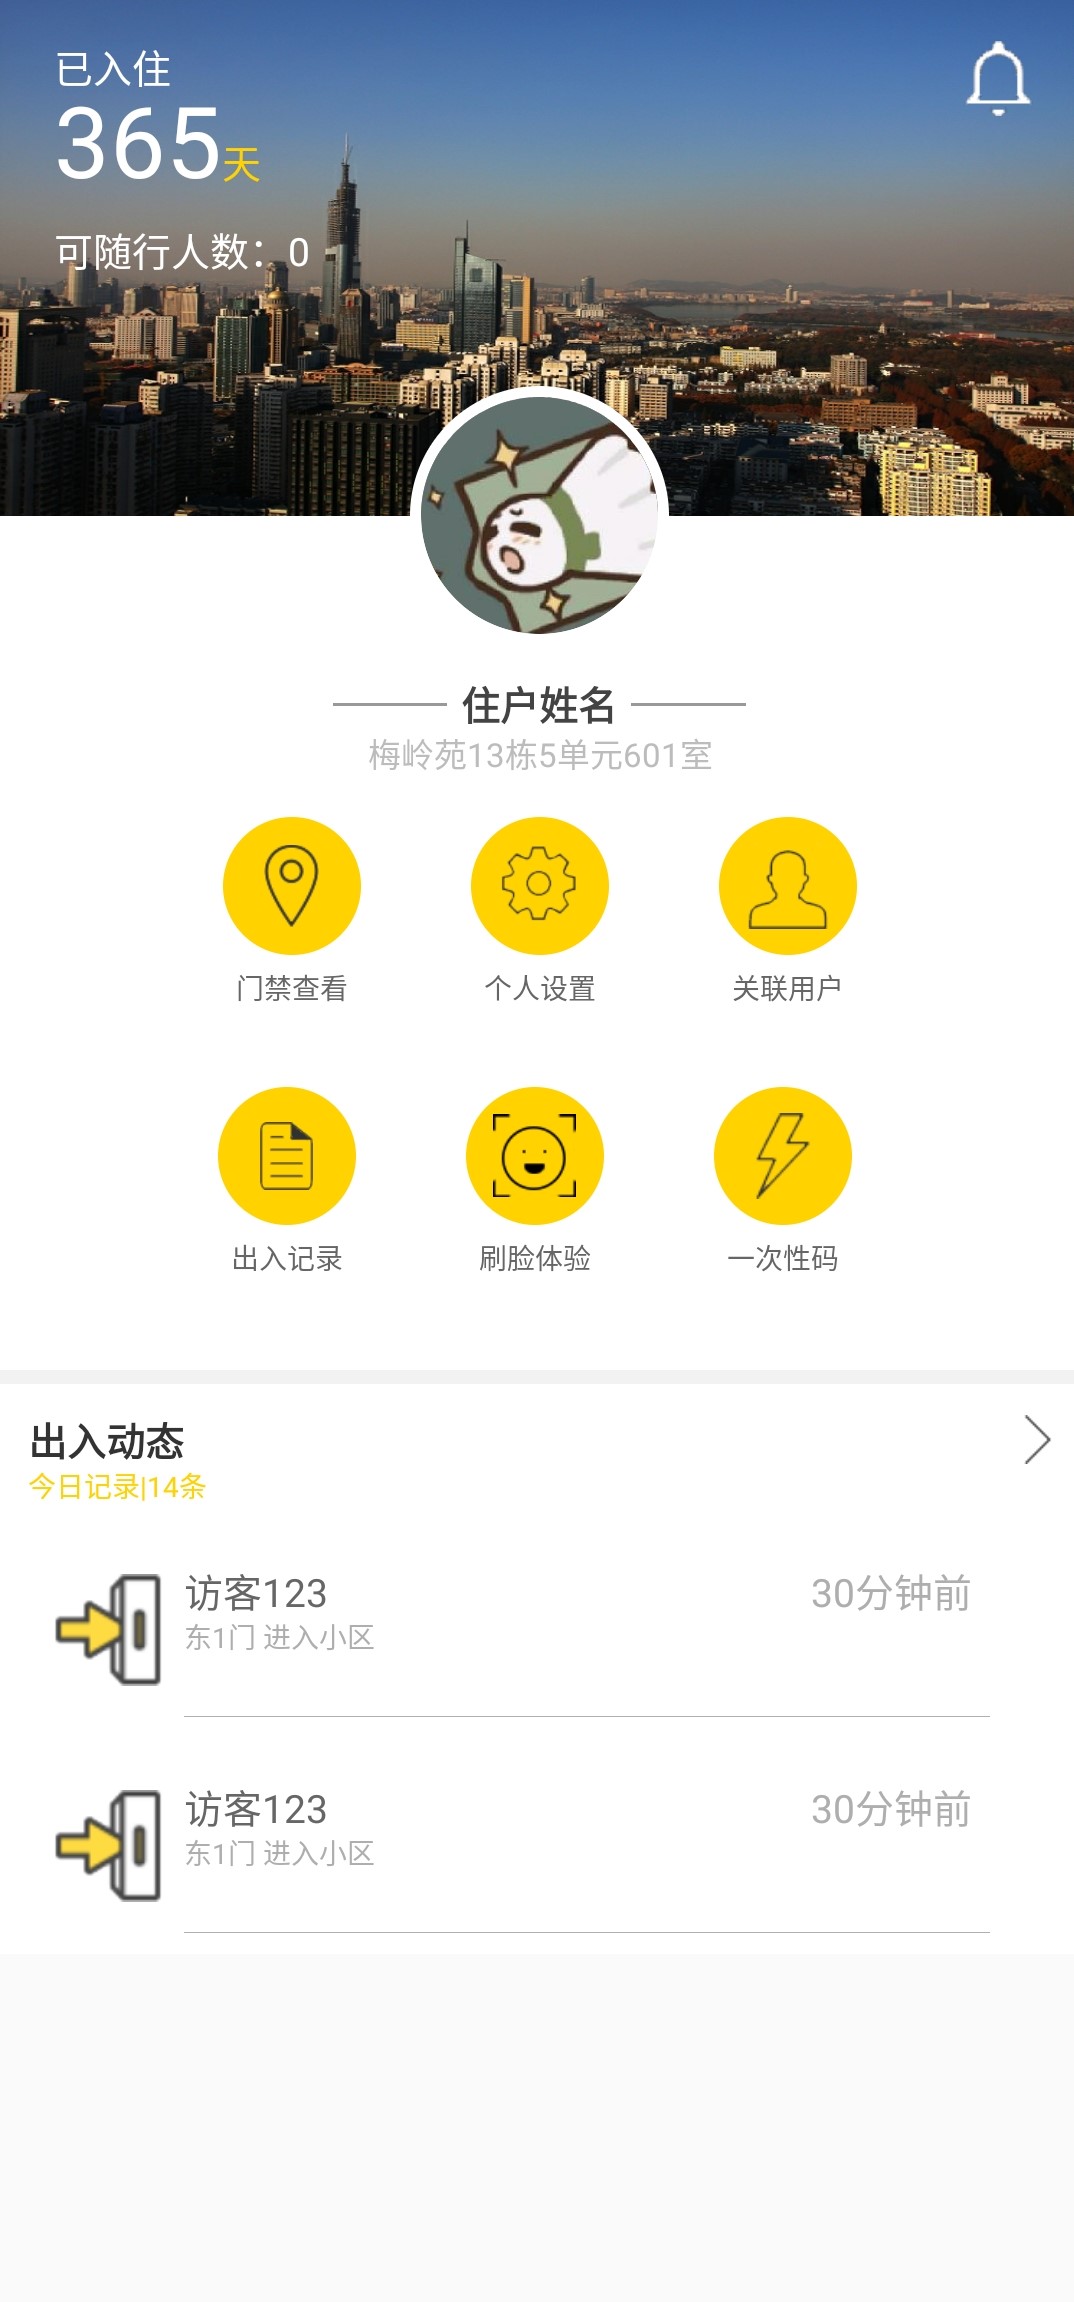 已入住
365天
可随行人数：0
住户姓名
梅岭苑13栋5单元601室
门禁查看
个人设置
关联用户
出入记录
刷脸体验
一次性码
出入动态
今日记录|14条
访客123
30分钟前
东1门 进入小区
访客123
30分钟前
东1门 进入小区